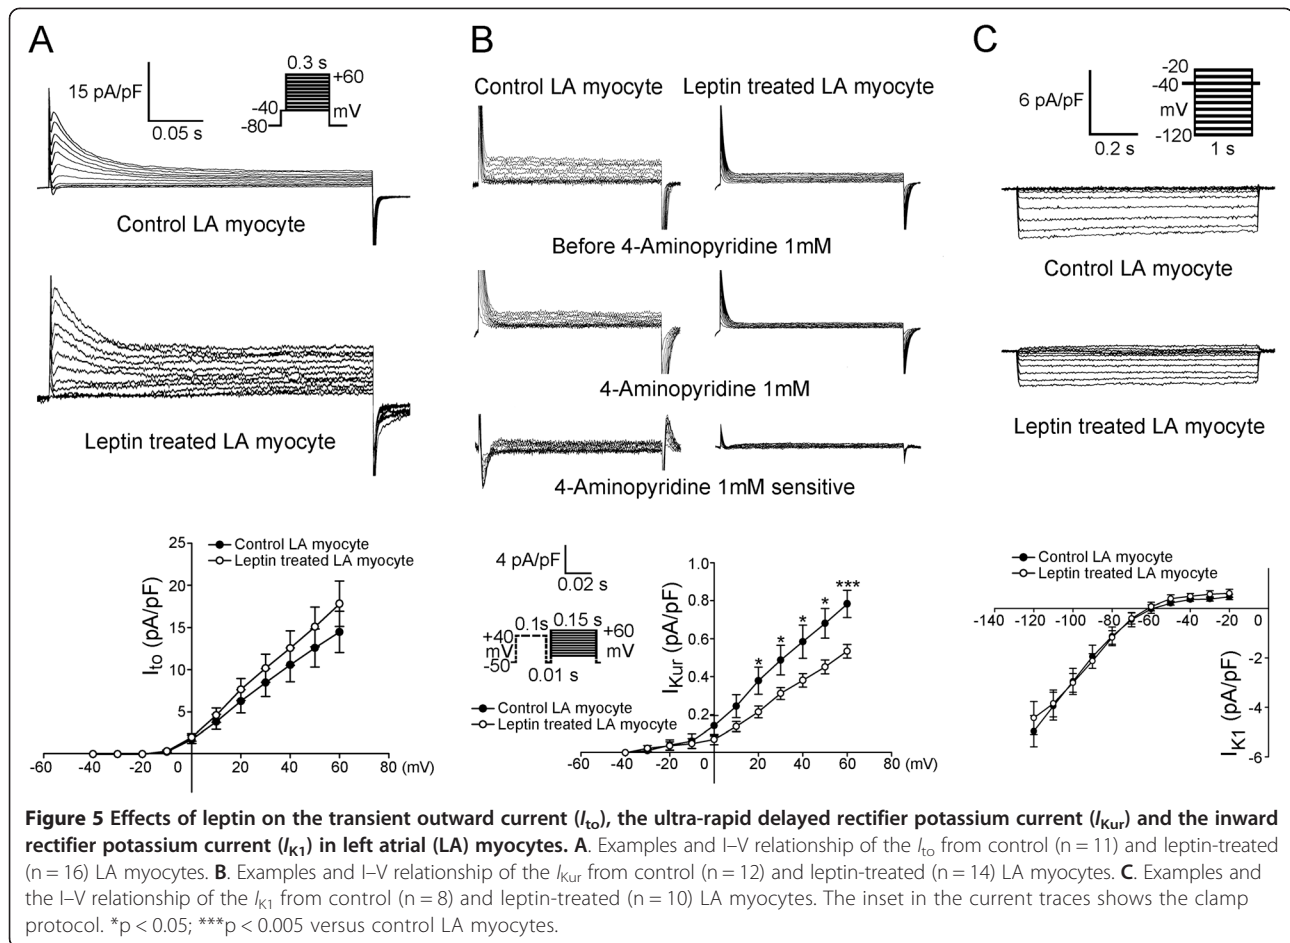 A
15 pA/pF
0.05 s
0.3 s
+60
-40
mV
-80
Control LA myocyte
Leptin treated LA myocyte
25
20
15
10
5
Ito (pA/pF)
Control LA myocyte
Leptin treated LA myocyte
-60 -40 -20 0 20 40 60 80 (mV)
B
Control LA myocyte Leptin treated LA myocyte
Before 4-Aminopyridine 1mM
4-Aminopyridine 1mM
4-Aminopyridine 1mM sensitive
4 pA/pF
0.02 s
0.1s 0.15 s
+40 +60
mV mV
-50
0.01 s
Control LA myocyte
Leptin treated LA myocyte
1.0
0.8
0.6
0.4
0.2
IKur (pA/pF)
* * * * ***
-60 -40 -20 0 20 40 60 80 (mV)
C
6 pA/pF
0.2 s
-20
-40
mV
-120
1 s
Control LA myocyte
Leptin treated LA myocyte
Control LA myocyte
Leptin treated LA myocyte
-140 -120 -100 -80 -60 -40 -20 0
-2
-4
-6
IK1 (pA/pF)
Figure 5 Effects of leptin on the transient outward current (Ito), the ultra-rapid delayed rectifier potassium current (IKur) and the inward
rectifier potassium current (IK1) in left atrial (LA) myocytes. A. Examples and I–V relationship of the Ito from control (n = 11) and leptin-treated
(n = 16) LA myocytes. B. Examples and I–V relationship of the IKur from control (n = 12) and leptin-treated (n = 14) LA myocytes. C. Examples and
the I–V relationship of the IK1 from control (n = 8) and leptin-treated (n = 10) LA myocytes. The inset in the current traces shows the clamp
protocol. *p < 0.05; ***p < 0.005 versus control LA myocytes.